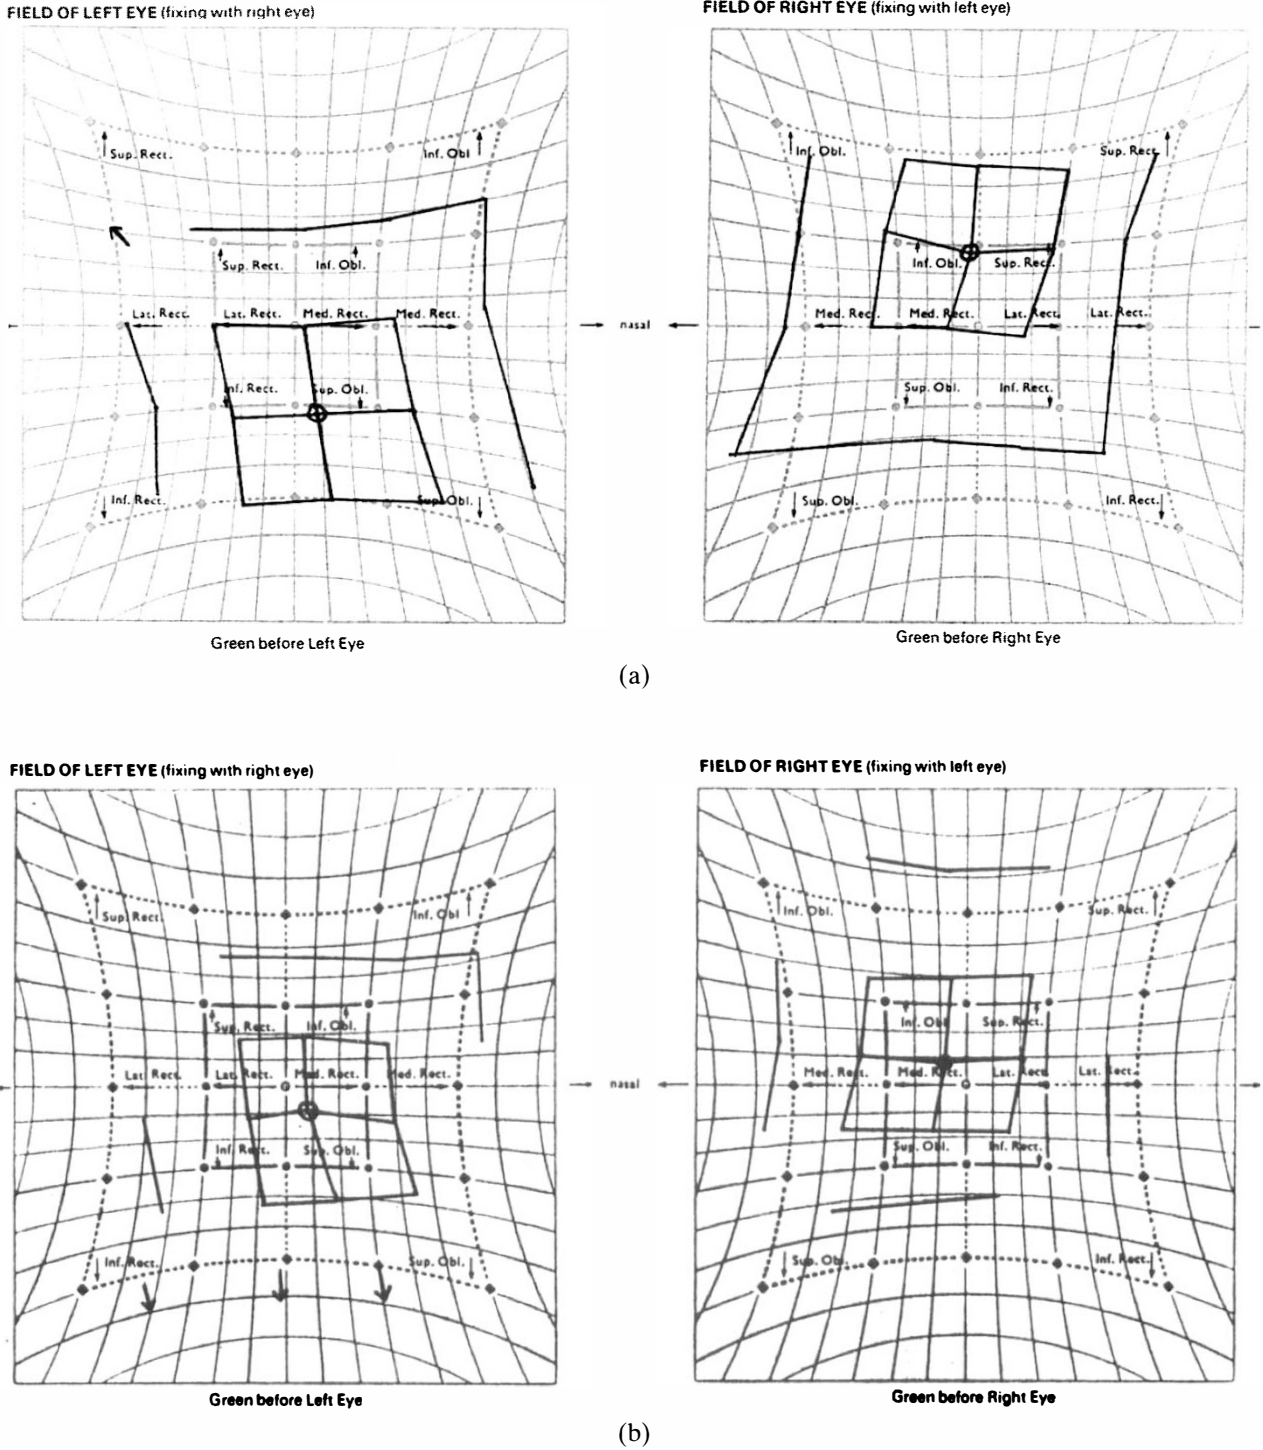 FIELD OF LEFT EYE (fixing with right eye)
FIELD OF RIGHT EYE (fixing with left eye)
Sup. Rect. Inf. Obl
Inf. Obl. Sup. Rect.
Sup. Rect. Inf. Obl.
Inf. Obl. Sup. Rect.
Lat. Rect. Lat. Rect. Med. Rect. Med. Rect.
nasal
Med. Rect. Med. Rect. Lat. Rect. Lat. Rect.
Inf. Rect. Sup. Obl.
Sup. Obl. Inf. Rect.
Inf. Rect. Sup. Obl.
Sup. Obl. Inf. Rect.
Green before Left Eye
Green before Right Eye
(a)
FIELD OF LEFT EYE (fixing with right eye)
FIELD OF RIGHT EYE (fixing with left eye)
Sup. Rect. Inf. Obl
Inf. Obl. Sup. Rect.
Sup. Rect. Inf. Obl.
Inf. Obl Sup. Rect.
Lat. Rect. Lat. Rect. Med. Rect. Med. Rect.
nasal
Med. Rect. Med. Rect. Lat. Rect. Lat. Rect.
Inf. Rect. Sup. Obl.
Sup. Obl. Inf. Rect.
Inf. Rect. Sup. Obl.
Sup. Obl. Inf. Rect.
Green before Left Eye
Green before Right Eye
(b)